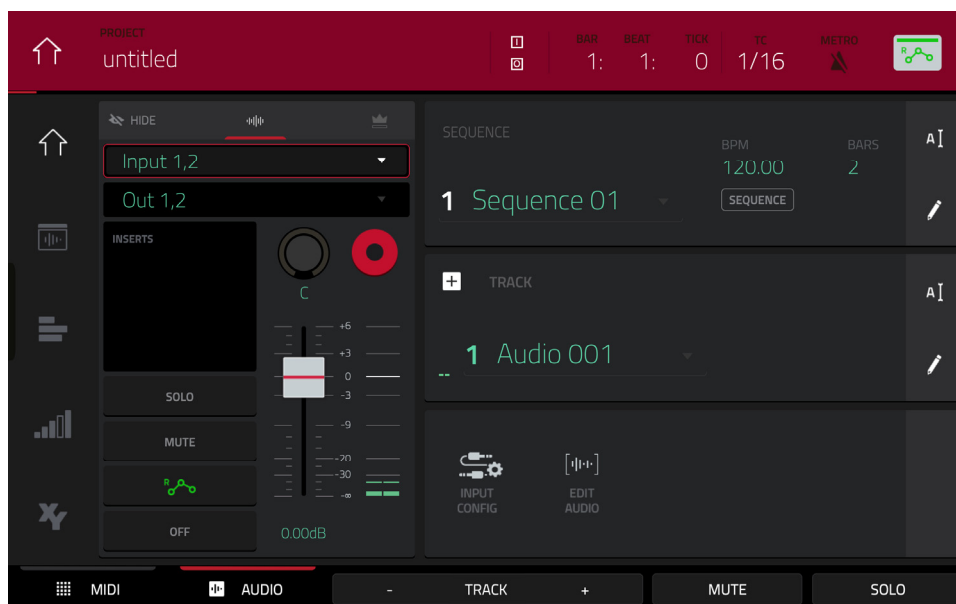 PROJECT
untitled
I
O
BAR BEAT TICK TC METRO
1: 1: 0 1/16
R
HIDE
Input 1,2
Out 1,2
INSERTS
C
+6
+3
0
-3
-9
-20
-30
-∞
SOLO
MUTE
R
OFF
0.00dB
SEQUENCE
BPM BARS
120.00 2
1 Sequence 01
SEQUENCE
A
TRACK
A
1 Audio 001
--
INPUT
CONFIG
EDIT
AUDIO
XY
MIDI AUDIO - TRACK + MUTE SOLO